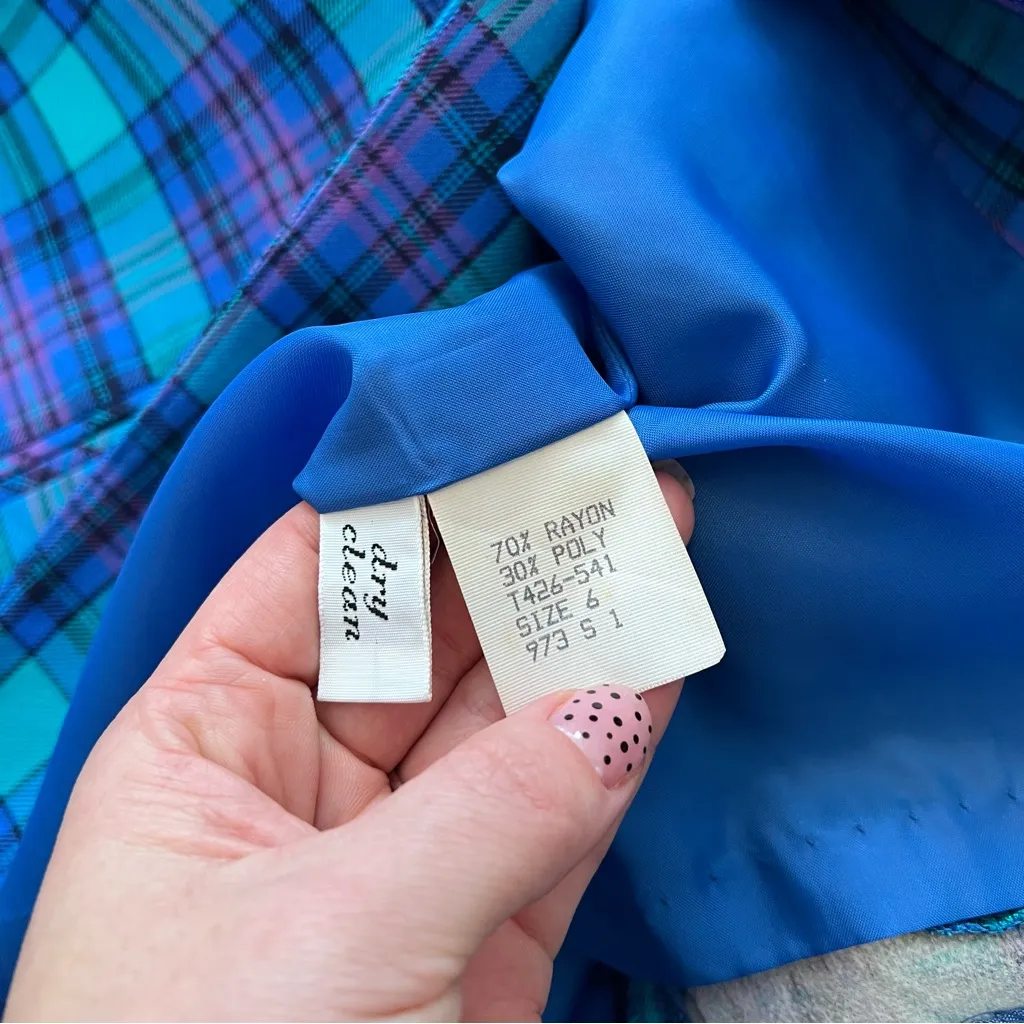 dry
clean
70% RAYON
30% POLY
T426-541
SIZE 6
973 S 1